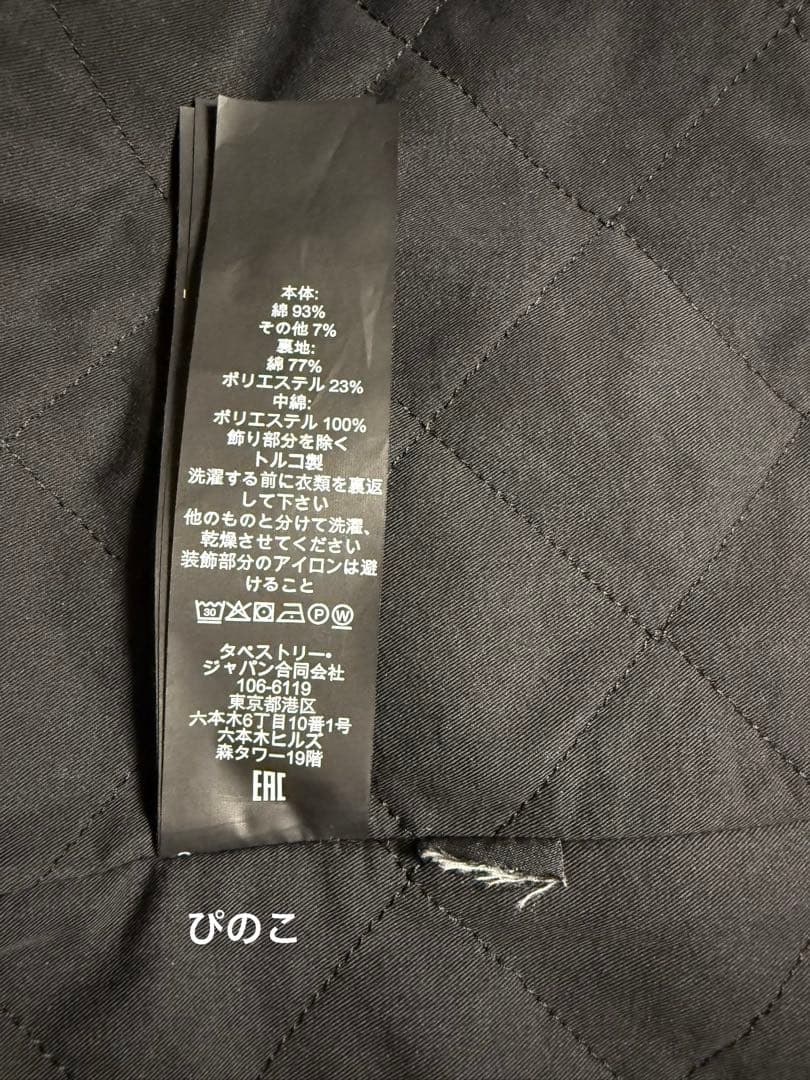 本体:
綿 93%
その他 7%
裏地:
綿 77%
ポリエステル 23%
中綿:
ポリエステル 100%
飾り部分を除く
トルコ製
洗濯する前に衣類を裏返
して下さい
他のものと分けて洗濯、
乾燥させてください
装飾部分のアイロンは避
けること
30 P W
タペストリー・
ジャパン合同会社
106-6119
東京都港区
六本木6丁目10番1号
六本木ヒルズ
森タワー19階
EAC
ぴのこ